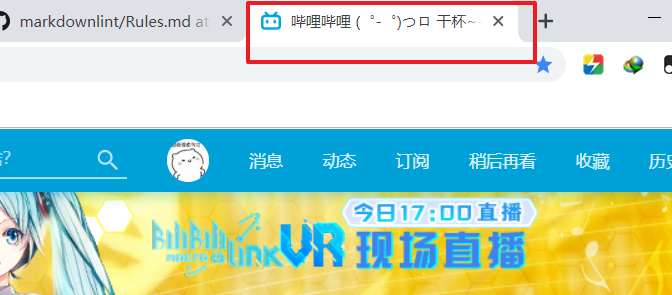 markdownlint/Rules.md at
哔哩哔哩 ( ゜- ゜)つロ 干杯~-
消息 动态 订阅 稍后再看 收藏 历史
今日17:00直播
BiliBili Link VR 现场直播